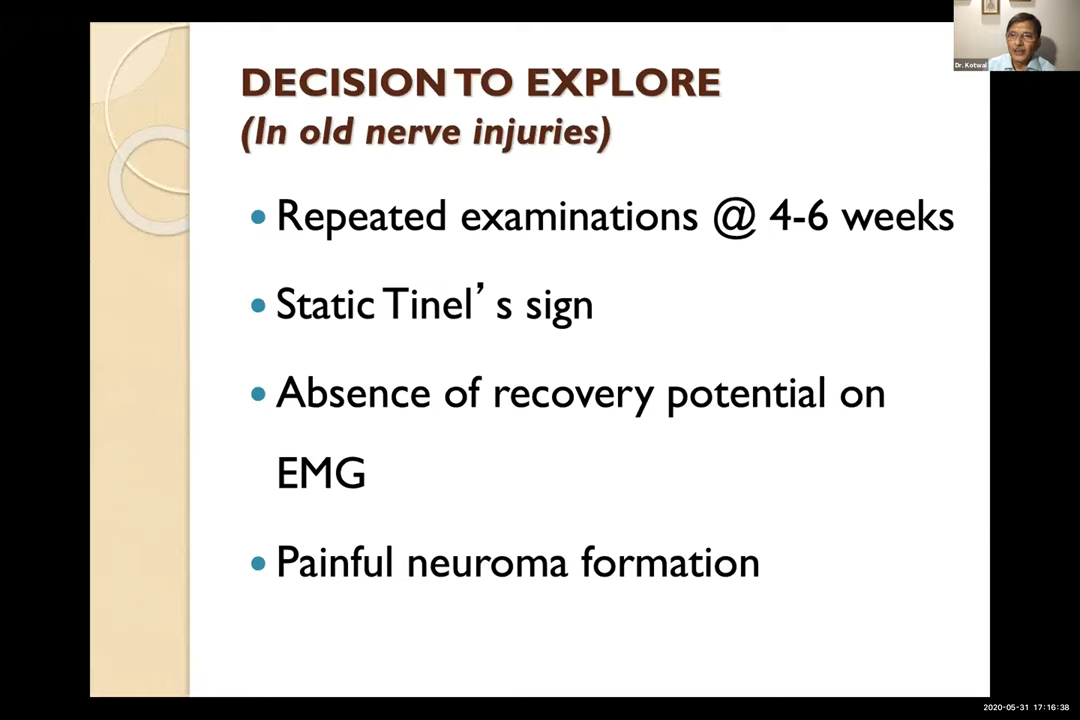 DECISION TO EXPLORE
(In old nerve injuries)
• Repeated examinations @ 4-6 weeks
• Static Tinel’s sign
• Absence of recovery potential on
EMG
• Painful neuroma formation
Dr. Kotwal
2020-05-31 17:16:38